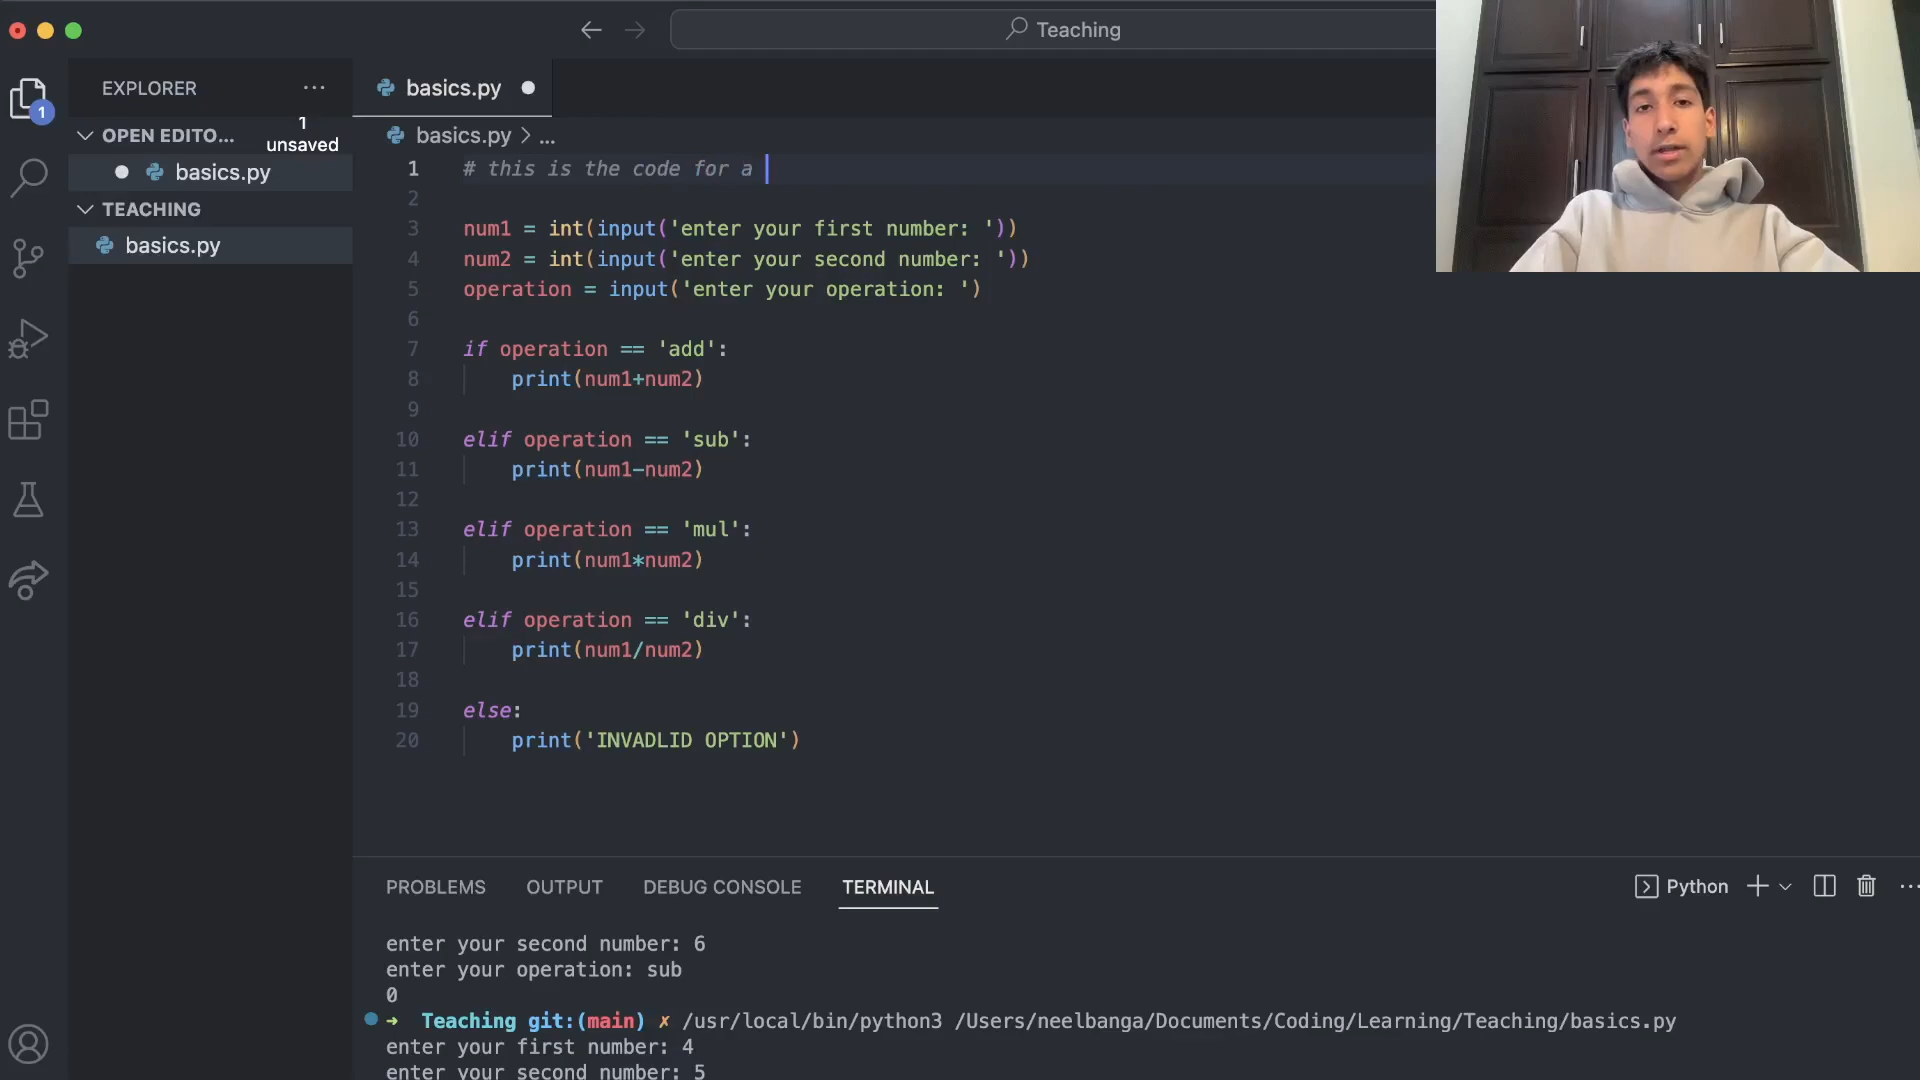 Teaching
EXPLORER
1
OPEN EDITO...
unsaved
basics.py
TEACHING
basics.py
1
basics.py
basics.py > ...
1 # this is the code for a
2
3 num1 = int(input('enter your first number: '))
4 num2 = int(input('enter your second number: '))
5 operation = input('enter your operation: ')
6
7 if operation == 'add':
8 print(num1+num2)
9
10 elif operation == 'sub':
11 print(num1-num2)
12
13 elif operation == 'mul':
14 print(num1*num2)
15
16 elif operation == 'div':
17 print(num1/num2)
18
19 else:
20 print('INVADLID OPTION')
PROBLEMS OUTPUT DEBUG CONSOLE TERMINAL Python
enter your second number: 6
enter your operation: sub
0
→ Teaching git:(main) ✗ /usr/local/bin/python3 /Users/neelbanga/Documents/Coding/Learning/Teaching/basics.py
enter your first number: 4
enter your second number: 5